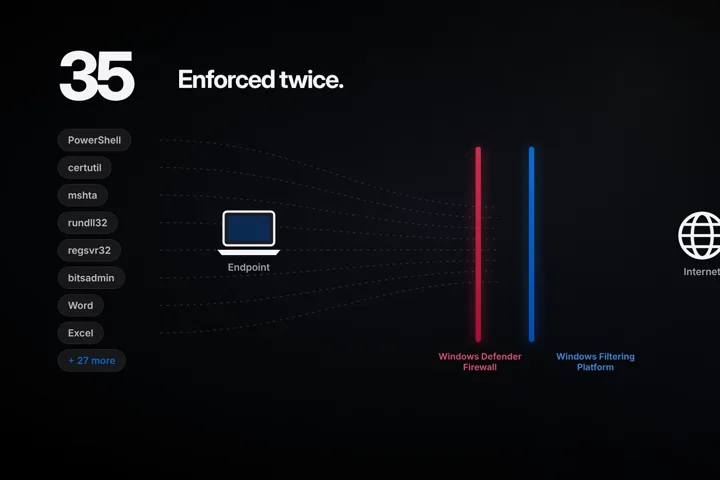 35
Enforced twice.
PowerShell
certutil
mshta
rundll32
regsvr32
bitsadmin
Word
Excel
+ 27 more
Endpoint
Windows Defender
Firewall
Windows Filtering
Platform
Internet